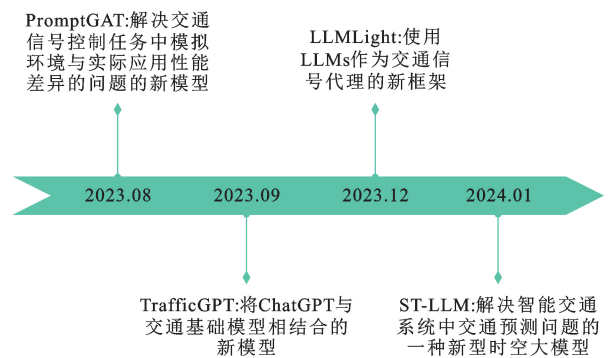 PromptGAT:解决交通
信号控制任务中模拟
环境与实际应用性能
差异的问题的新模型
LLMLight:使用
LLMs作为交通信
号代理的新框架
2023.08
2023.09
2023.12
2024.01
TrafficGPT:将ChatGPT与
交通基础模型相结合的
新模型
ST-LLM:解决智能交通
系统中交通预测问题的
一种新型时空大模型